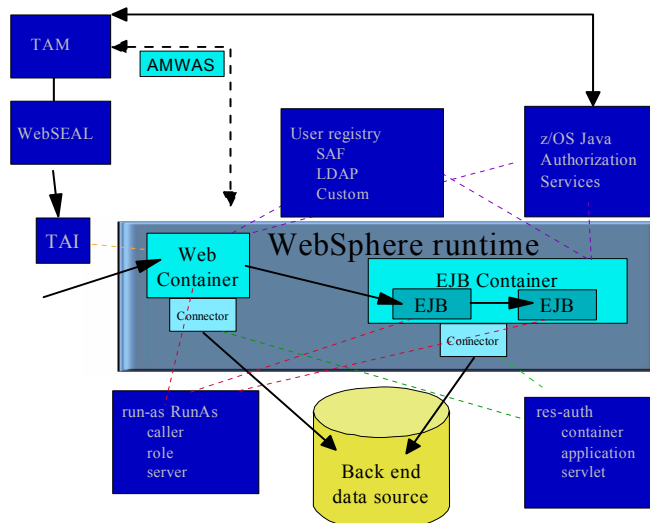 TAM
AMWAS
WebSEAL
User registry
SAF
LDAP
Custom
z/OS Java
Authorization
Services
TAI
WebSphere runtime
Web
Container
EJB Container
EJB
EJB
Connector
Connector
run-as RunAs
caller
role
server
Back end
data source
res-auth
container
application
servlet